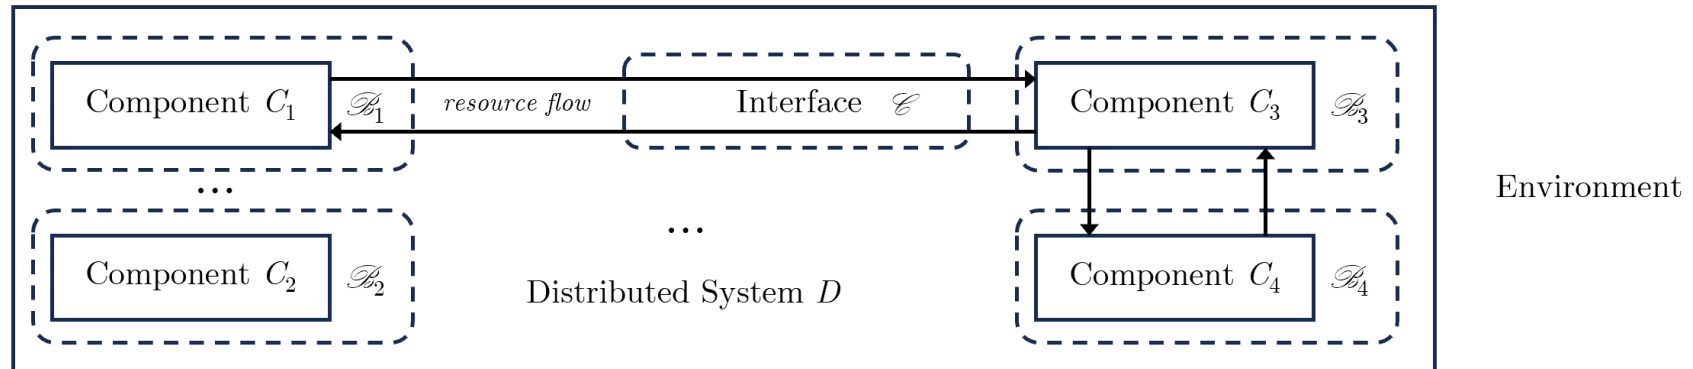 Component C₁ ℬ₁ resource flow Interface 𝒞 Component C₃ ℬ₃
Environment
...
...
Component C₂ ℬ₂ Distributed System D Component C₄ ℬ₄